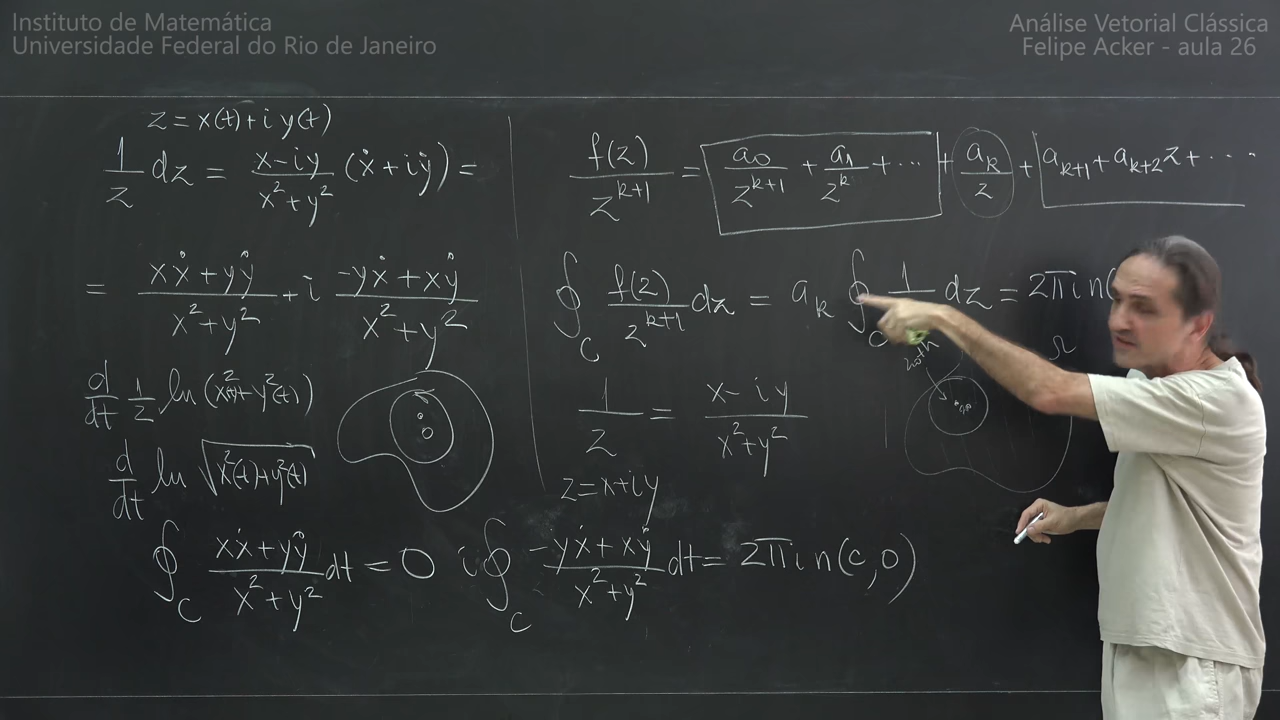 Instituto de Matemática
Universidade Federal do Rio de Janeiro
Análise Vetorial Clássica
Felipe Acker - aula 26
z = x(t) + i y(t)
1/z dz = (x - iy)/(x² + y²) (ẋ + iẏ) =
= (xẋ + yẏ)/(x² + y²) + i (-yẋ + xẏ)/(x² + y²)
d/dt 1/2 ln(x²(t) + y²(t))
d/dt ln √(x²(t) + y²(t))
0
∮_C (xẋ + yẏ)/(x² + y²) dt = 0 i∮_C (-yẋ + xẏ)/(x² + y²) dt = 2πi n(c,0)
f(z)/z^{k+1} = a₀/z^{k+1} + a₁/z^k + ⋯ + a_k/z + a_{k+1} + a_{k+2}z + ⋯
∮_C f(z)/z^{k+1} dz = a_k ∮_C 1/ dz = 2πi n(
1/z = (x - iy)/(x² + y²)
z = x + iy
Ω